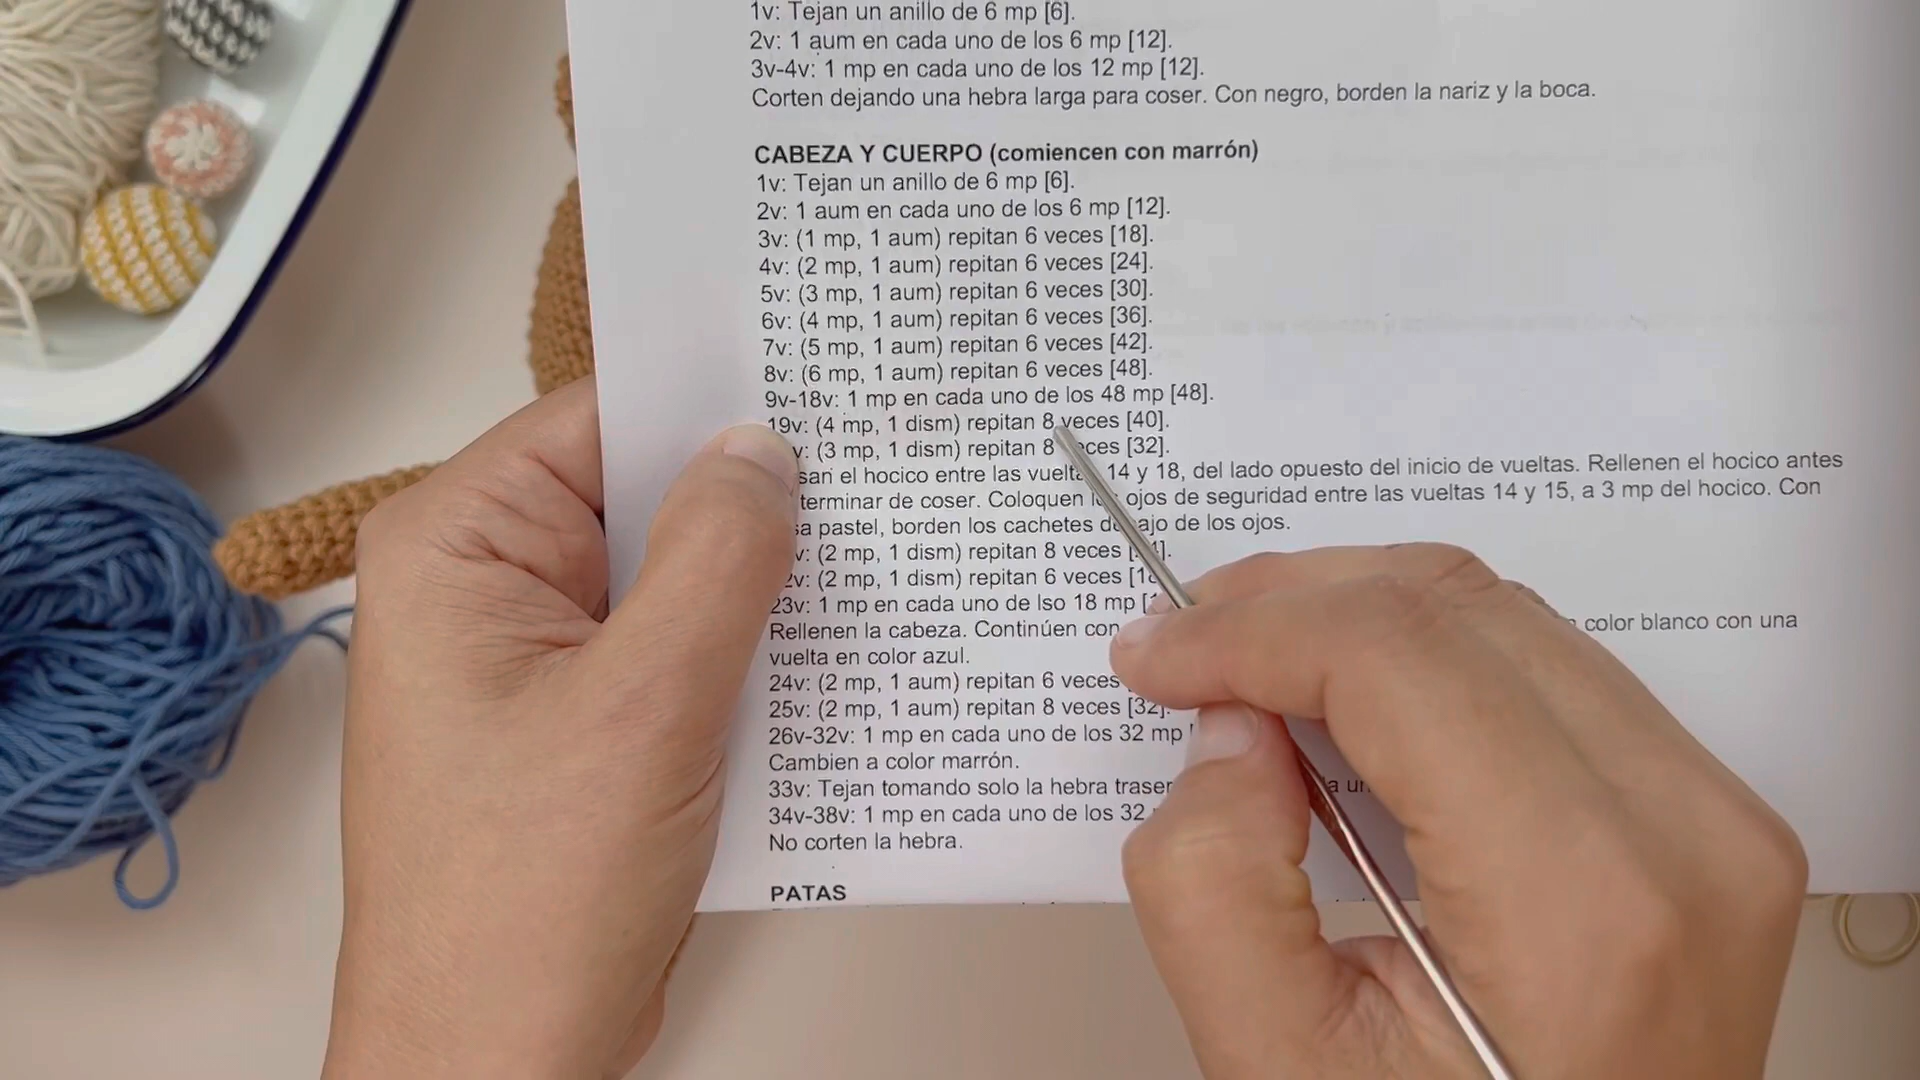 1v: Tejan un anillo de 6 mp [6].
2v: 1 aum en cada uno de los 6 mp [12].
3v-4v: 1 mp en cada uno de los 12 mp [12].
Corten dejando una hebra larga para coser. Con negro, borden la nariz y la boca.
CABEZA Y CUERPO (comiencen con marrón)
1v: Tejan un anillo de 6 mp [6].
2v: 1 aum en cada uno de los 6 mp [12].
3v: (1 mp, 1 aum) repitan 6 veces [18].
4v: (2 mp, 1 aum) repitan 6 veces [24].
5v: (3 mp, 1 aum) repitan 6 veces [30].
6v: (4 mp, 1 aum) repitan 6 veces [36].
7v: (5 mp, 1 aum) repitan 6 veces [42].
8v: (6 mp, 1 aum) repitan 6 veces [48].
9v-18v: 1 mp en cada uno de los 48 mp [48].
19v: (4 mp, 1 dism) repitan 8 veces [40].
v: (3 mp, 1 dism) repitan 8 veces [32].
el hocico entre las 14 y 18, del lado opuesto del inicio de vueltas. Rellenen el hocico antes
terminar de coser. Coloquen ojos de seguridad entre las vueltas 14 y 15, a 3 mp del hocico. Con
pastel, borden los cachetes debajo de los ojos.
v: (2 mp, 1 dism) repitan 8 veces
2v: (2 mp, 1 dism) repitan 6 veces
23v: 1 mp en cada uno de lso 18 mp
Rellenen la cabeza. Continúen con color blanco con una
vuelta en color azul.
24v: (2 mp, 1 aum) repitan 6 veces
25v: (2 mp, 1 aum) repitan 8 veces [32].
26v-32v: 1 mp en cada uno de los 32 mp
Cambien a color marrón.
33v: Tejan tomando solo la hebra
34v-38v: 1 mp en cada uno de los 32
No corten la hebra.
PATAS